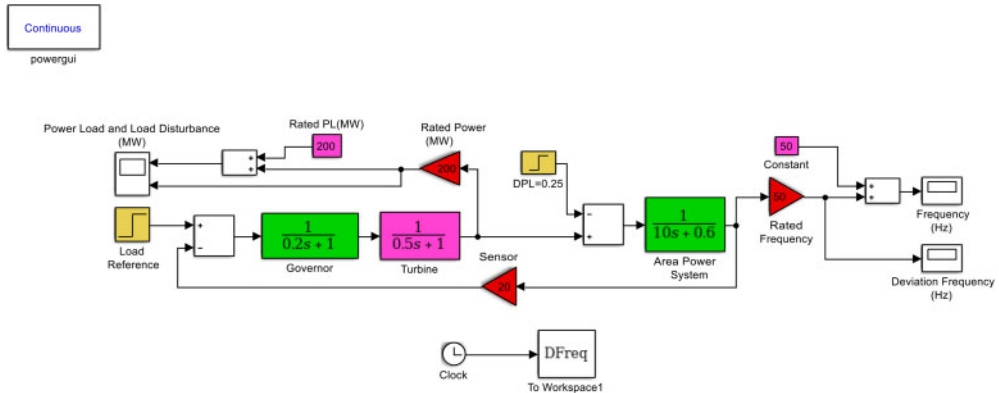 Continuous
powergui
Power Load and Load Disturbance
(MW)
Rated PL(MW)
200
Rated Power
(MW)
200
+
+
DPL=0.25
50
Constant
Load
Reference
+
−
1
0.2s + 1
Governor
1
0.5s + 1
Turbine
−
+
1
10s + 0.6
Area Power
System
50
Rated
Frequency
+
+
Frequency
(Hz)
Deviation Frequency
(Hz)
Sensor
20
Clock
DFreq
To Workspace1